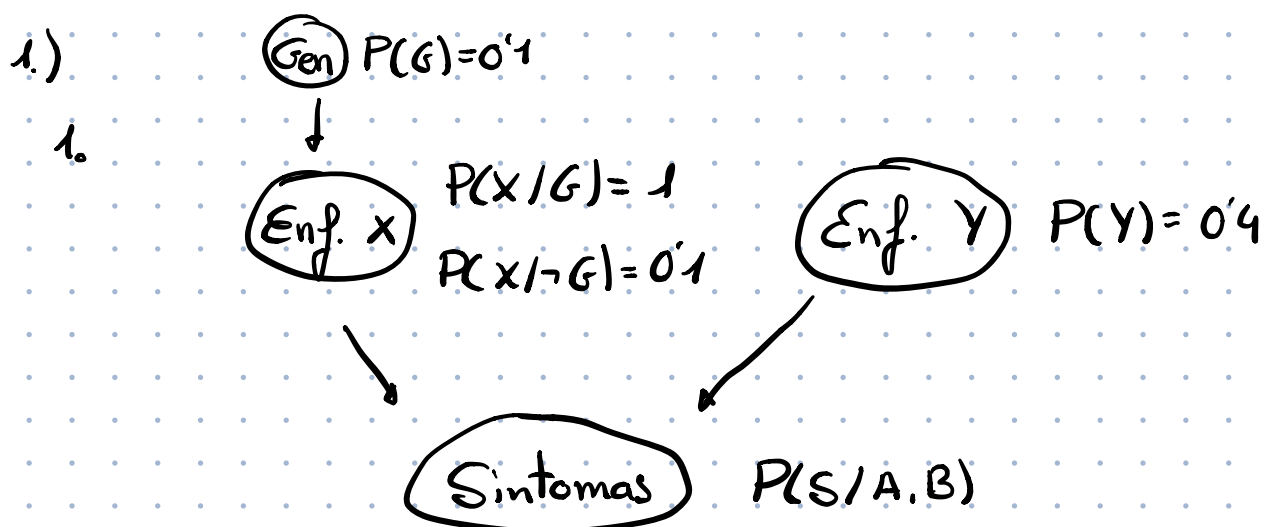 1.)
Gen P(G)=0'1
1.
P(X/G)= 1
Enf. X
Enf. Y P(Y)= 0'4
P(X/¬G)=0'1
Sintomas P(S/A,B)